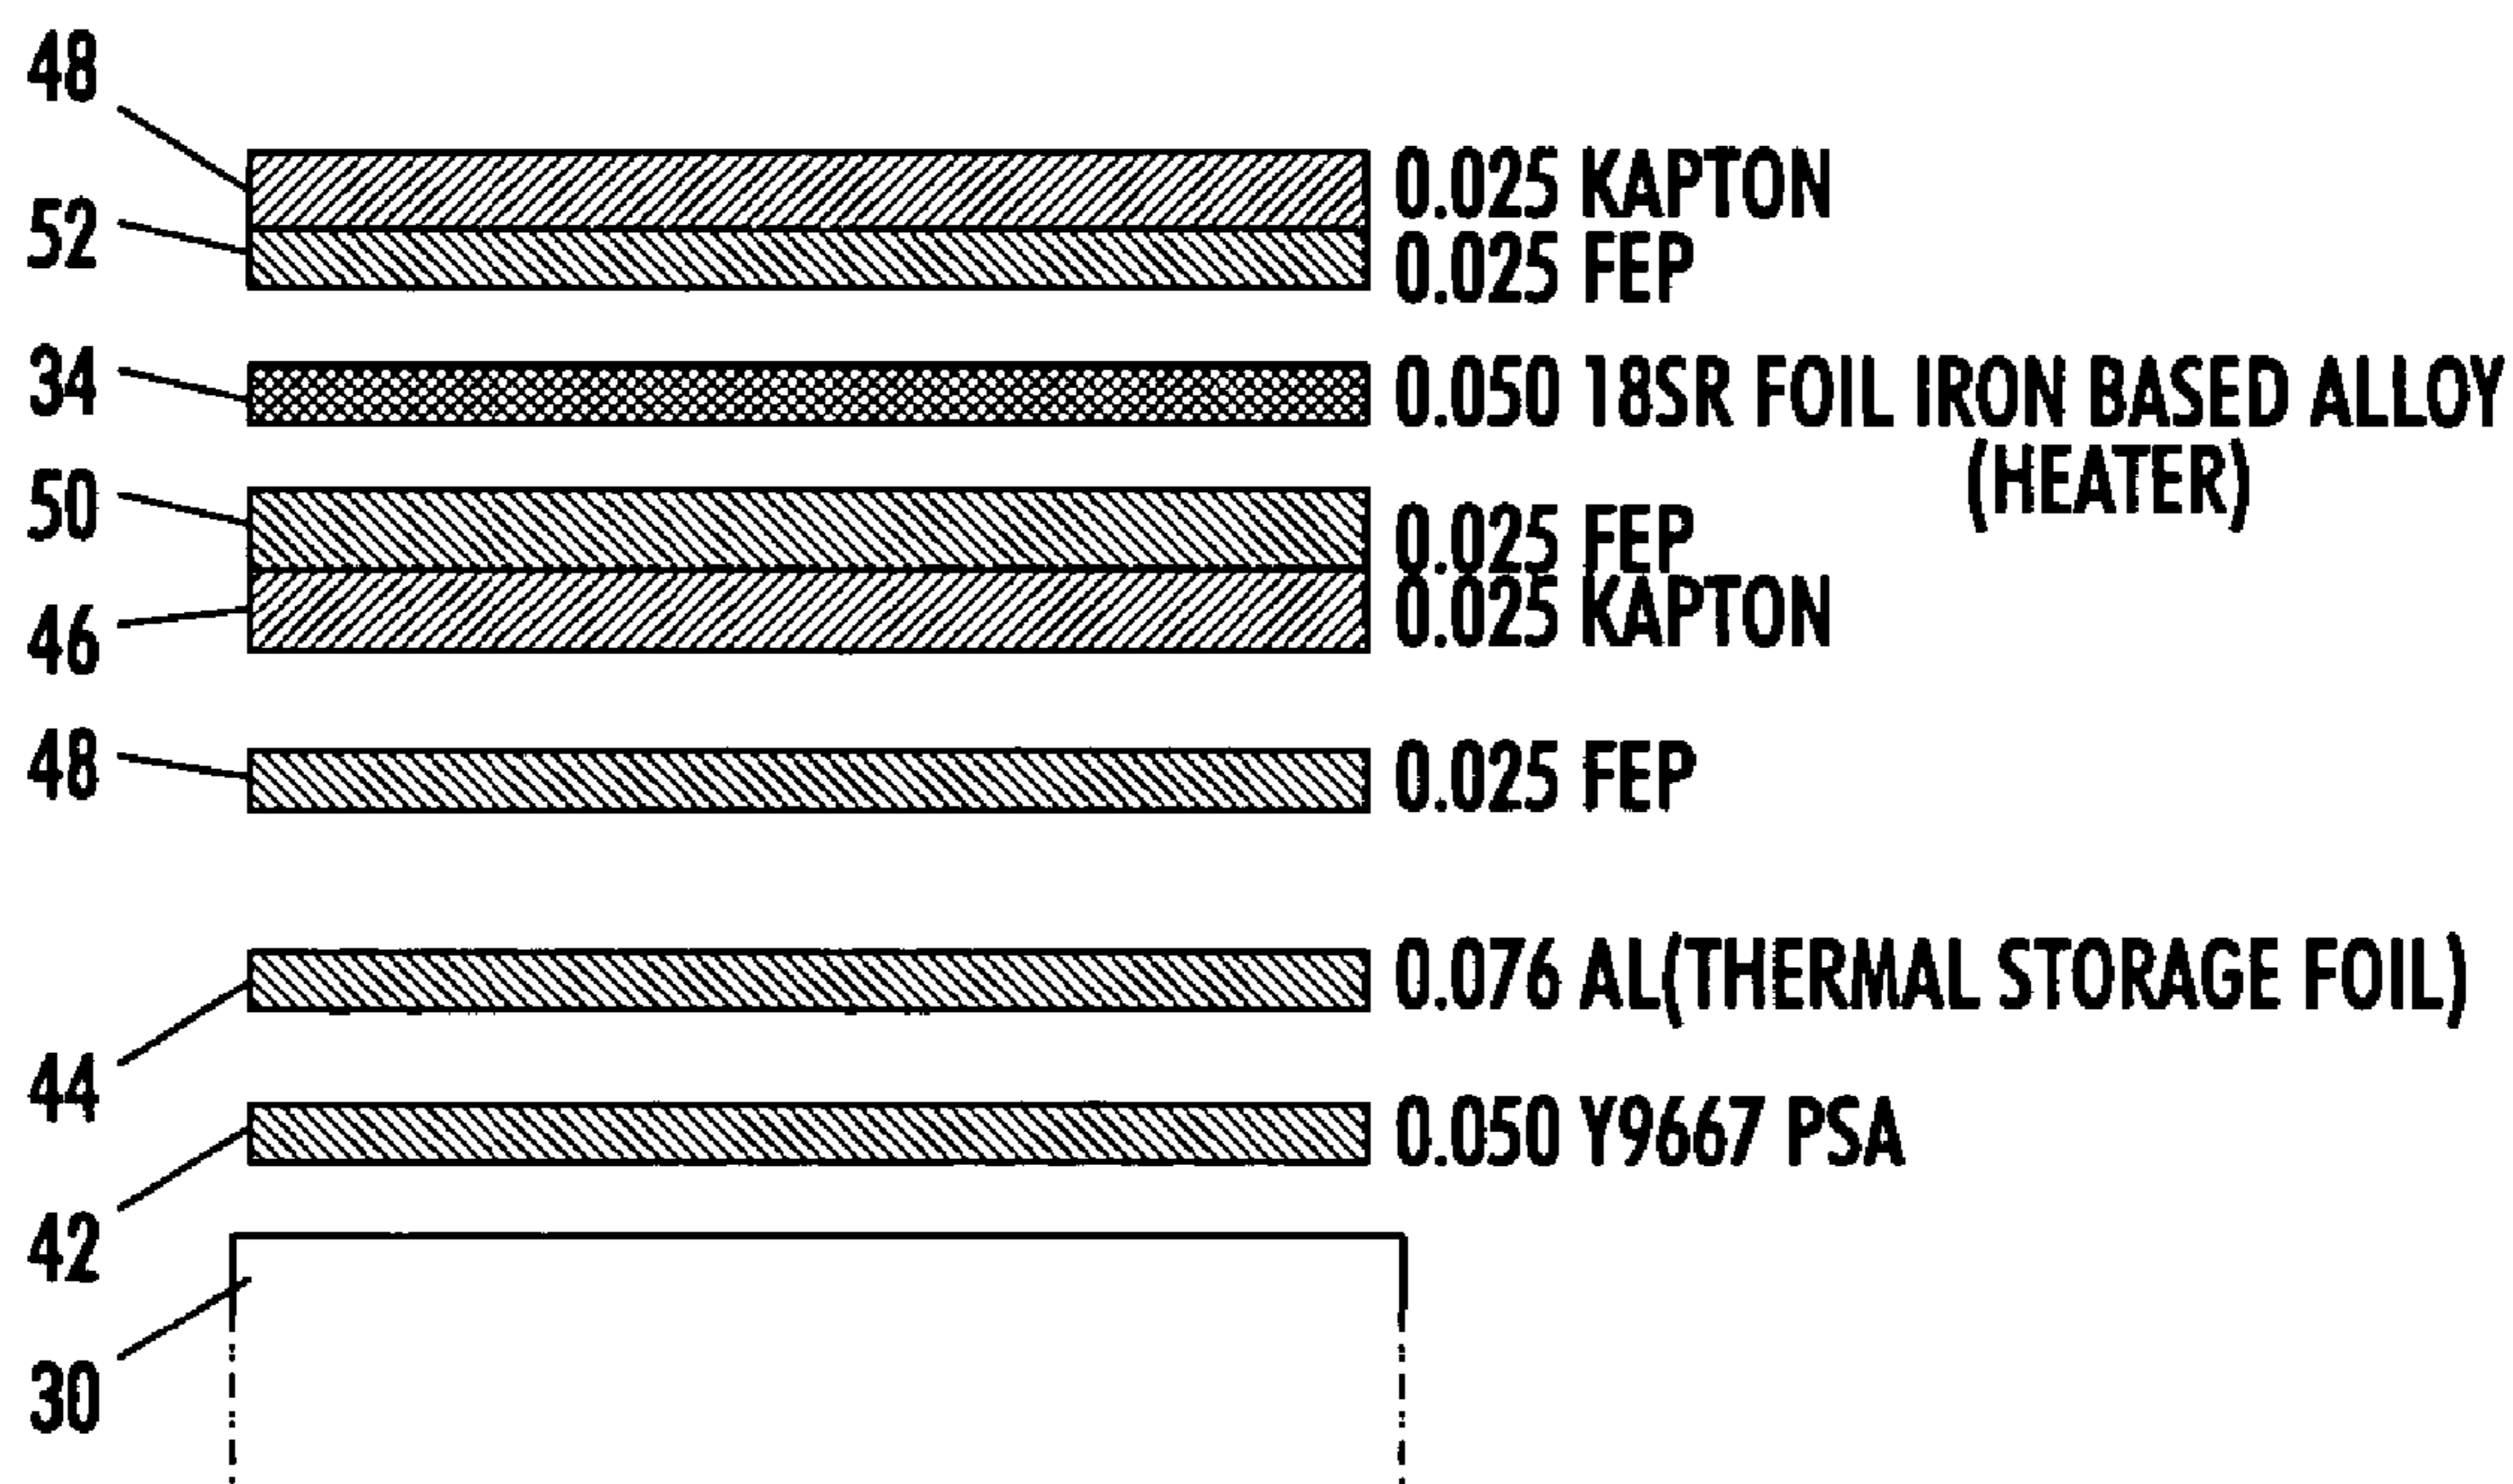 48
0.025 KAPTON
52
0.025 FEP
34
0.050 18SR FOIL IRON BASED ALLOY
(HEATER)
50
0.025 FEP
0.025 KAPTON
46
48
0.025 FEP
0.076 AL(THERMAL STORAGE FOIL)
44
0.050 Y9667 PSA
42
30